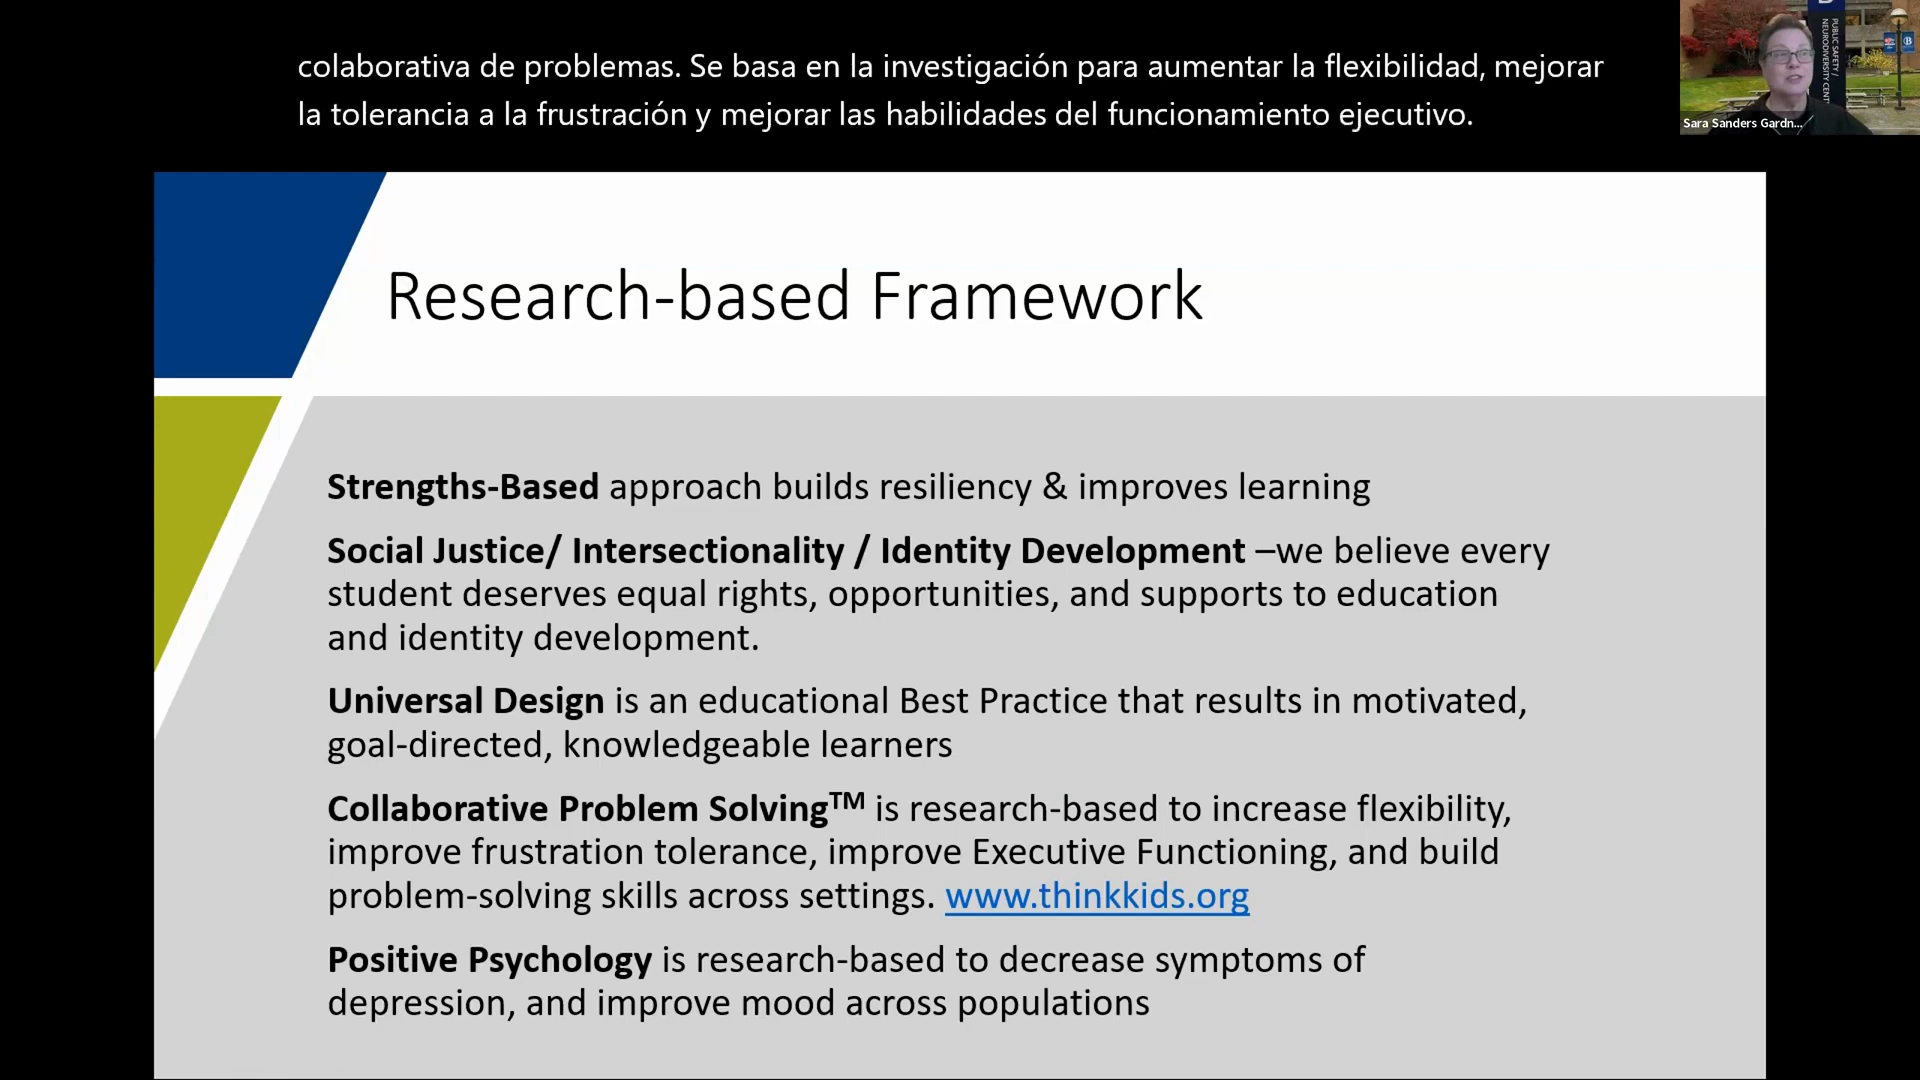 colaborativa de problemas. Se basa en la investigación para aumentar la flexibilidad, mejorar
la tolerancia a la frustración y mejorar las habilidades del funcionamiento ejecutivo.
PUBLIC SAFETY /
NEURODIVERSITY CENT
Sara Sanders Gardn...
Research-based Framework
Strengths-Based approach builds resiliency & improves learning
Social Justice/ Intersectionality / Identity Development –we believe every
student deserves equal rights, opportunities, and supports to education
and identity development.
Universal Design is an educational Best Practice that results in motivated,
goal-directed, knowledgeable learners
Collaborative Problem Solving™ is research-based to increase flexibility,
improve frustration tolerance, improve Executive Functioning, and build
problem-solving skills across settings. www.thinkkids.org
Positive Psychology is research-based to decrease symptoms of
depression, and improve mood across populations